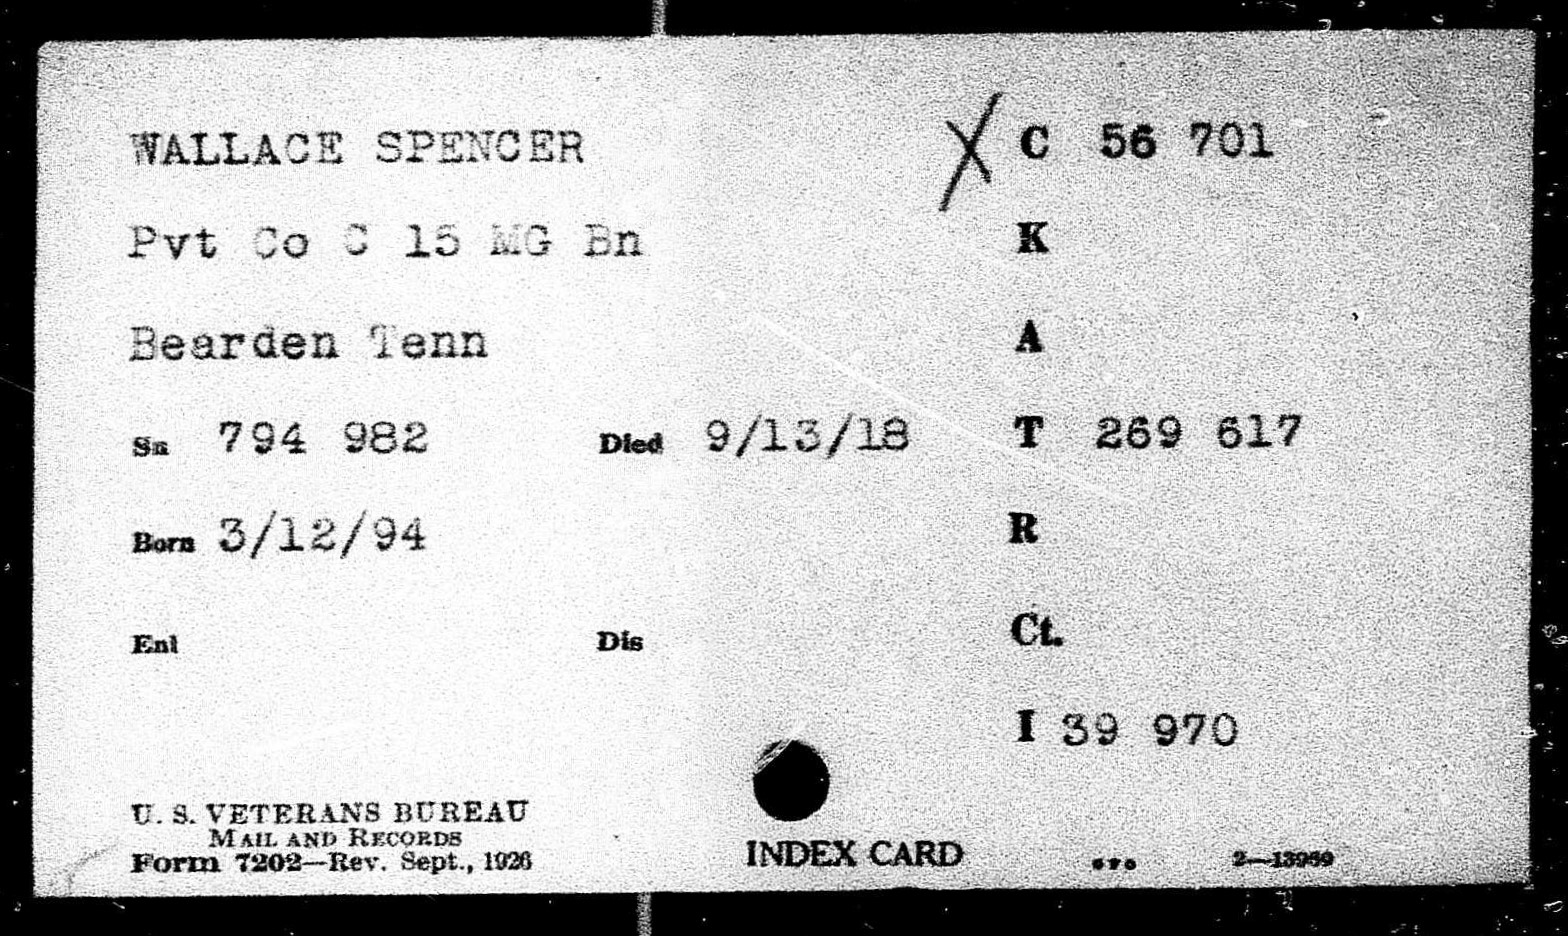 WALLACE SPENCER X C 56 701
Pvt Co C 15 MG Bn K
Bearden Tenn A
Sn 794 982 Died 9/13/18 T 269 617
Born 3/12/94 R
Enl Dis Ct.
I 39 970
U. S. VETERANS BUREAU
MAIL AND RECORDS
Form 7202—Rev. Sept., 1926 INDEX CARD 2—13969